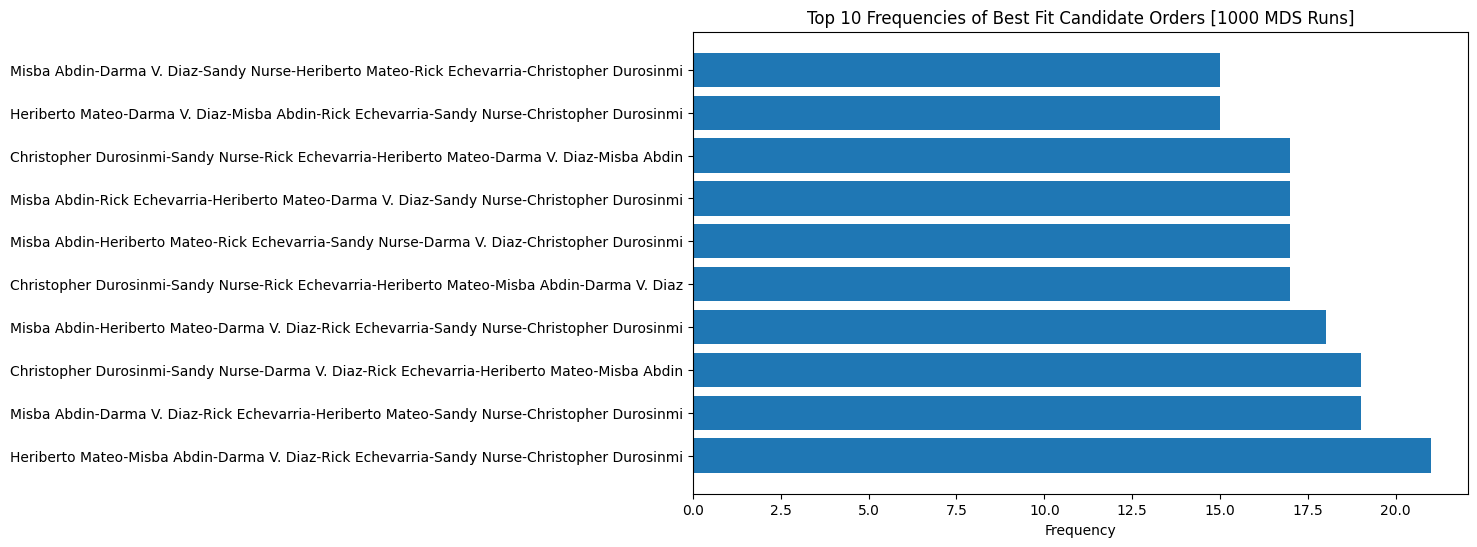 Top 10 Frequencies of Best Fit Candidate Orders [1000 MDS Runs]
Misba Abdin-Darma V. Diaz-Sandy Nurse-Heriberto Mateo-Rick Echevarria-Christopher Durosinmi
Heriberto Mateo-Darma V. Diaz-Misba Abdin-Rick Echevarria-Sandy Nurse-Christopher Durosinmi
Christopher Durosinmi-Sandy Nurse-Rick Echevarria-Heriberto Mateo-Darma V. Diaz-Misba Abdin
Misba Abdin-Rick Echevarria-Heriberto Mateo-Darma V. Diaz-Sandy Nurse-Christopher Durosinmi
Misba Abdin-Heriberto Mateo-Rick Echevarria-Sandy Nurse-Darma V. Diaz-Christopher Durosinmi
Christopher Durosinmi-Sandy Nurse-Rick Echevarria-Heriberto Mateo-Misba Abdin-Darma V. Diaz
Misba Abdin-Heriberto Mateo-Darma V. Diaz-Rick Echevarria-Sandy Nurse-Christopher Durosinmi
Christopher Durosinmi-Sandy Nurse-Darma V. Diaz-Rick Echevarria-Heriberto Mateo-Misba Abdin
Misba Abdin-Darma V. Diaz-Rick Echevarria-Heriberto Mateo-Sandy Nurse-Christopher Durosinmi
Heriberto Mateo-Misba Abdin-Darma V. Diaz-Rick Echevarria-Sandy Nurse-Christopher Durosinmi
0.0 2.5 5.0 7.5 10.0 12.5 15.0 17.5 20.0
Frequency